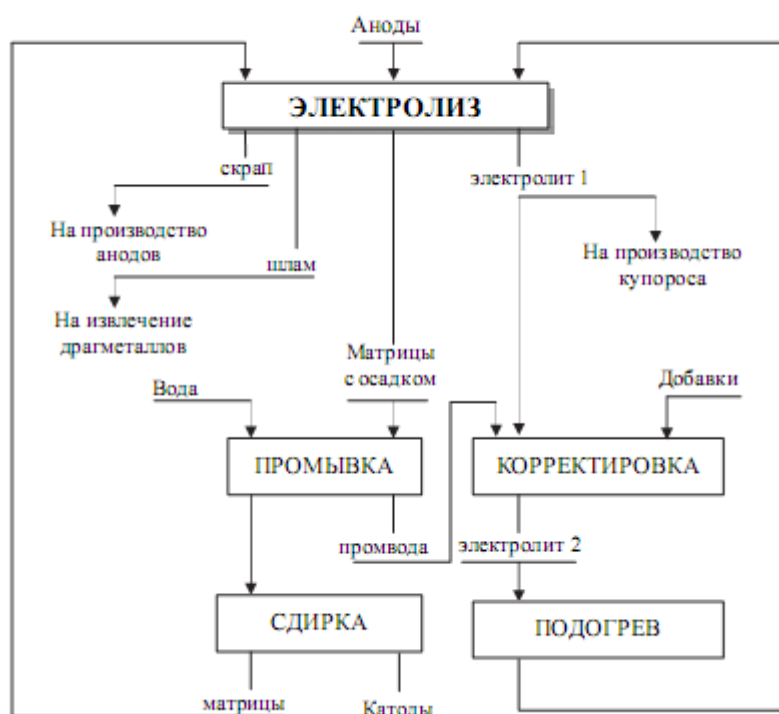 Аноды
ЭЛЕКТРОЛИЗ
скрап
электролит 1
На производство
анодов
шлам
На производство
купороса
На извлечение
драгметаллов
Матрицы
с осадком
Вода
Добавки
ПРОМЫВКА
КОРРЕКТИРОВКА
промвода
электролит 2
СДИРКА
ПОДОГРЕВ
матрицы
Катоды